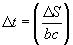 Δt = (ΔS / bc)